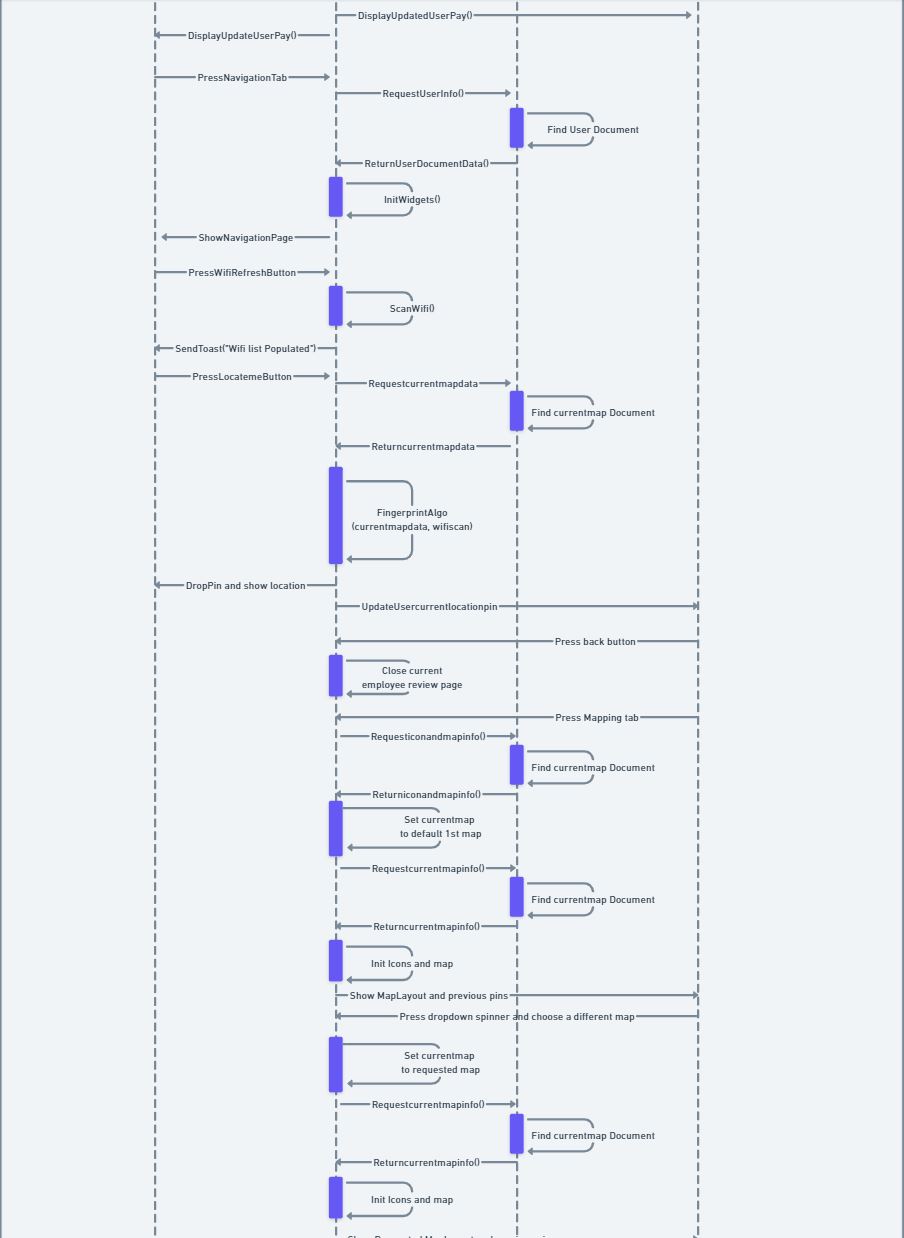 DisplayUpdatedUserPay()
DisplayUpdateUserPay()
PressNavigationTab
RequestUserInfo()
Find User Document
ReturnUserDocumentData()
InitWidgets()
ShowNavigationPage
PressWifiRefreshButton
ScanWifi()
SendToast("Wifi list Populated")
PressLocatemeButton
Requestcurrentmapdata
Find currentmap Document
Returncurrentmapdata
FingerprintAlgo
(currentmapdata, wifiscan)
DropPin and show location
UpdateUsercurrentlocationpin
Press back button
Close current
employee review page
Press Mapping tab
Requesticonandmapinfo()
Find currentmap Document
Returniconandmapinfo()
Set currentmap
to default 1st map
Requestcurrentmapinfo()
Find currentmap Document
Returncurrentmapinfo()
Init Icons and map
Show MapLayout and previous pins
Press dropdown spinner and choose a different map
Set currentmap
to requested map
Requestcurrentmapinfo()
Find currentmap Document
Returncurrentmapinfo()
Init Icons and map